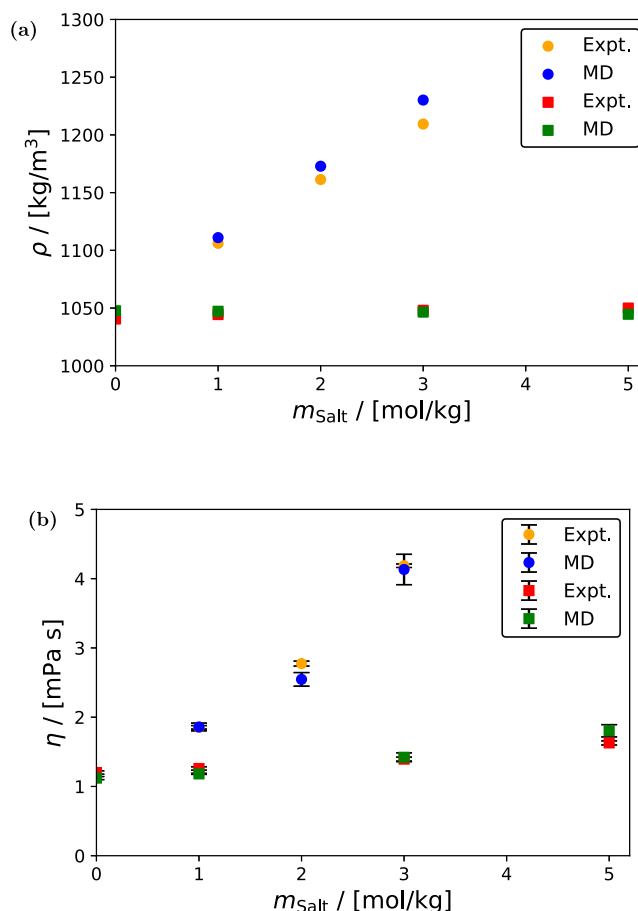 (a)
1300
1250
1200
1150
1100
1050
1000
ρ / [kg/m³]
Expt.
MD
Expt.
MD
0 1 2 3 4 5
mSalt / [mol/kg]
(b)
5
4
3
2
1
0
η / [mPa s]
Expt.
MD
Expt.
MD
0 1 2 3 4 5
mSalt / [mol/kg]